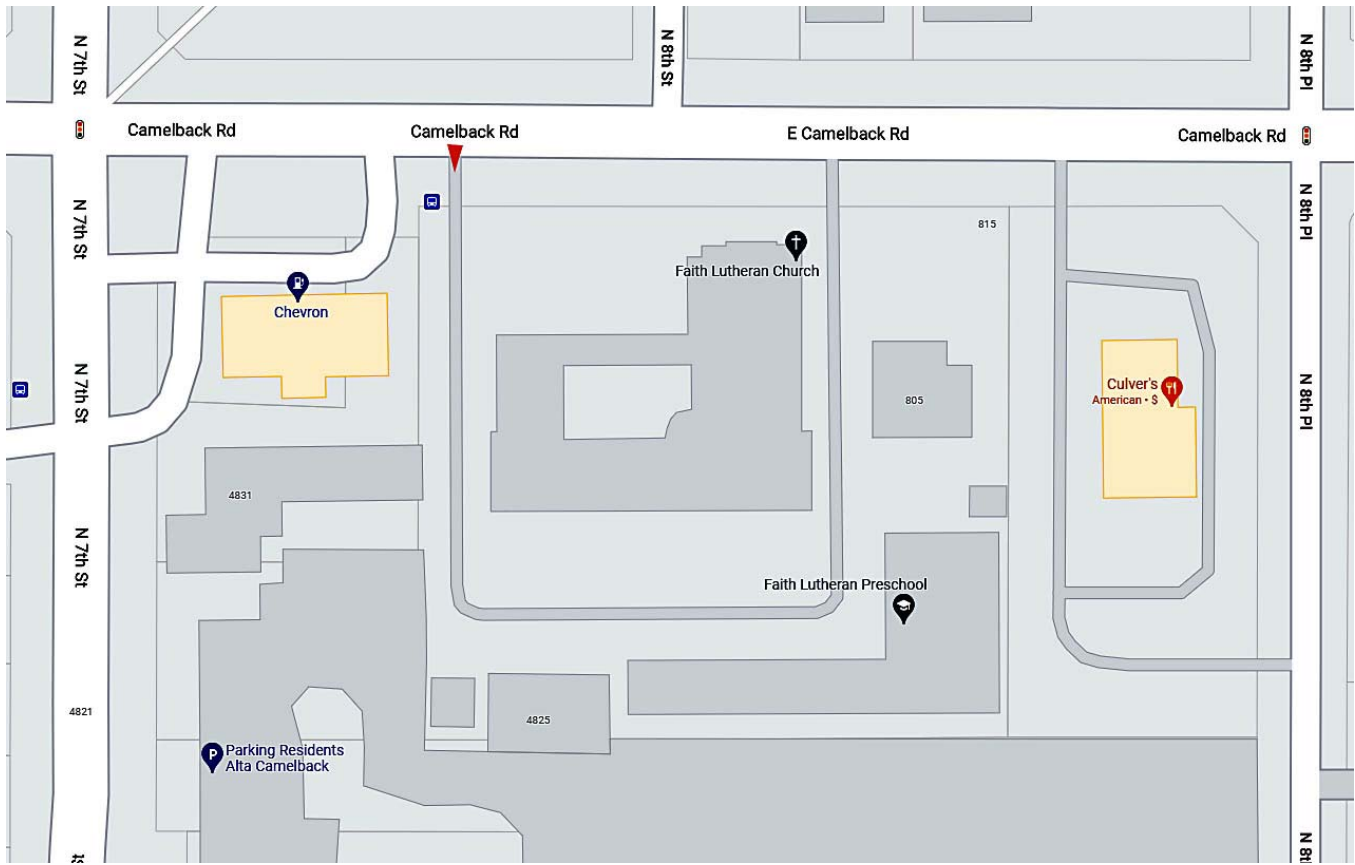 N 7th St
N 8th St
N 8th Pl
Camelback Rd
Camelback Rd
E Camelback Rd
Camelback Rd
N 7th St
N 8th Pl
815
Faith Lutheran Church
Chevron
N 7th St
Culver's
American • $
805
N 8th Pl
4831
N 7th St
Faith Lutheran Preschool
4821
4825
P
Parking Residents
Alta Camelback